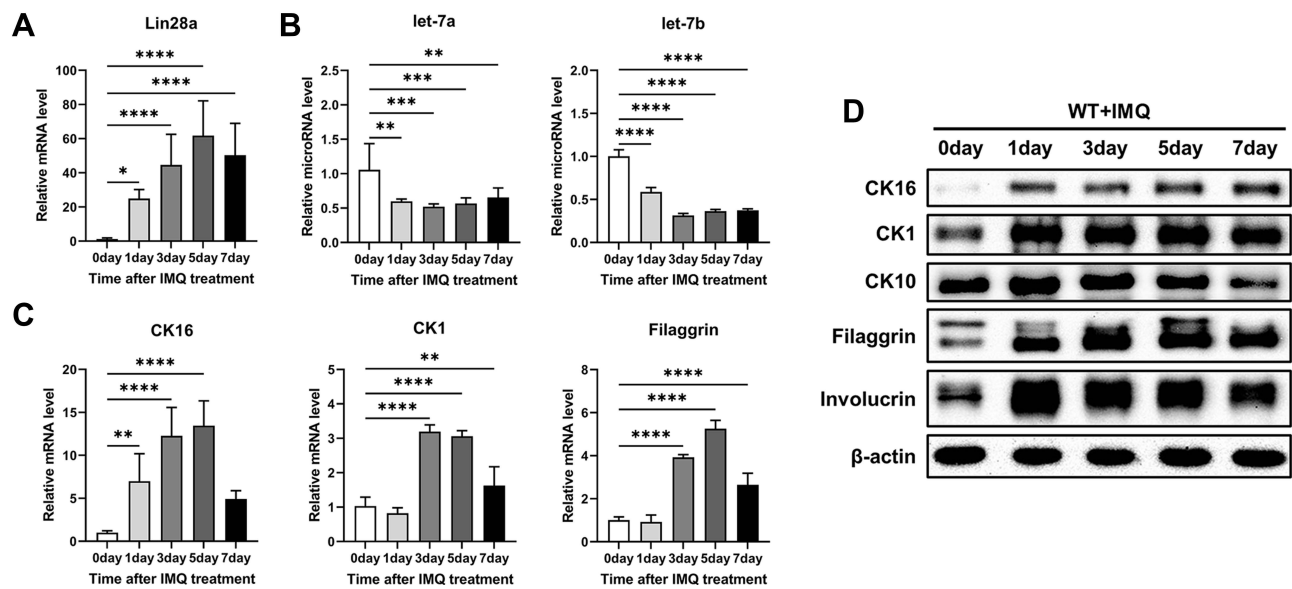 A
Lin28a
****
****
****
*
Relative mRNA level
100
80
60
40
20
0
0day 1day 3day 5day 7day
Time after IMQ treatment
B
let-7a
**
***
***
**
Relative microRNA level
2.5
2.0
1.5
1.0
0.5
0.0
0day 1day 3day 5day 7day
Time after IMQ treatment
let-7b
****
****
****
****
Relative microRNA level
2.0
1.5
1.0
0.5
0.0
0day 1day 3day 5day 7day
Time after IMQ treatment
C
CK16
****
****
**
Relative mRNA level
20
15
10
5
0
0day 1day 3day 5day 7day
Time after IMQ treatment
CK1
**
****
****
Relative mRNA level
5
4
3
2
1
0
0day 1day 3day 5day 7day
Time after IMQ treatment
Filaggrin
****
****
****
Relative mRNA level
8
6
4
2
0
0day 1day 3day 5day 7day
Time after IMQ treatment
D
WT+IMQ
0day 1day 3day 5day 7day
CK16
CK1
CK10
Filaggrin
Involucrin
β-actin